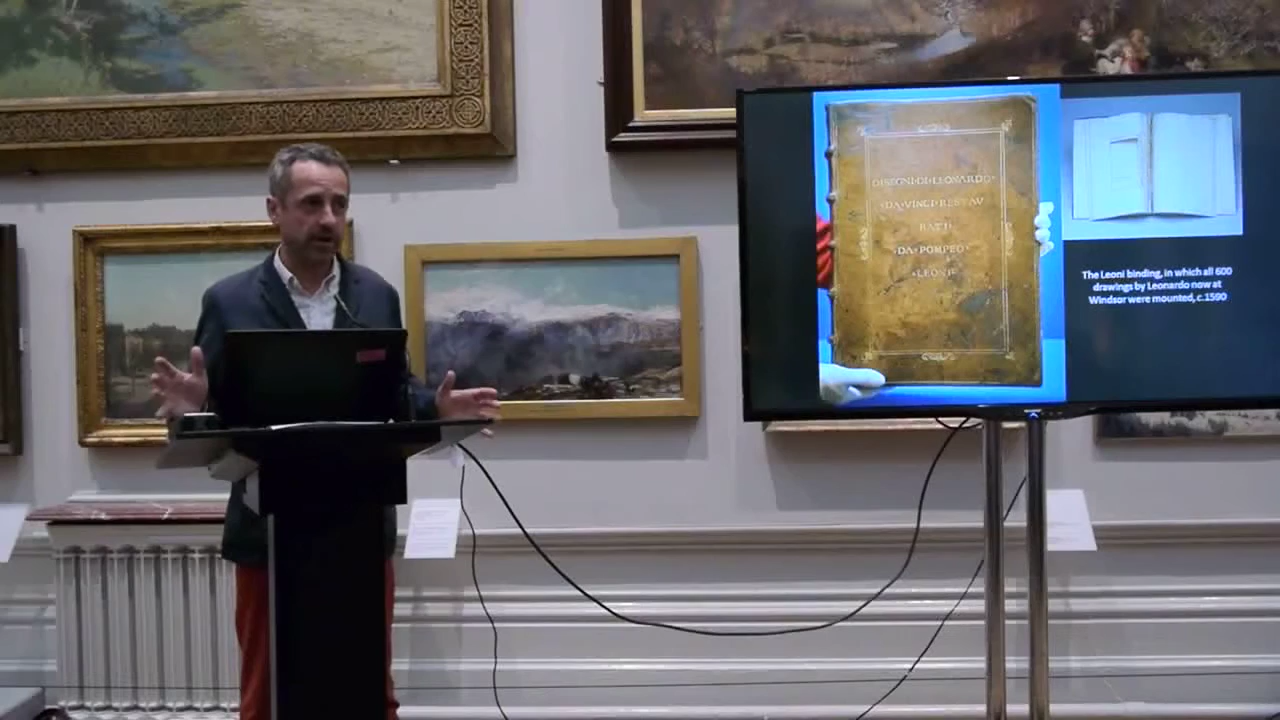 DISEGNI·DI·LEONARDO·
·DA·VINCI·RESTAV
RATI·
·DA·POMPEO·
·LEONI·
The Leoni binding, in which all 600
drawings by Leonardo now at
Windsor were mounted, c.1590